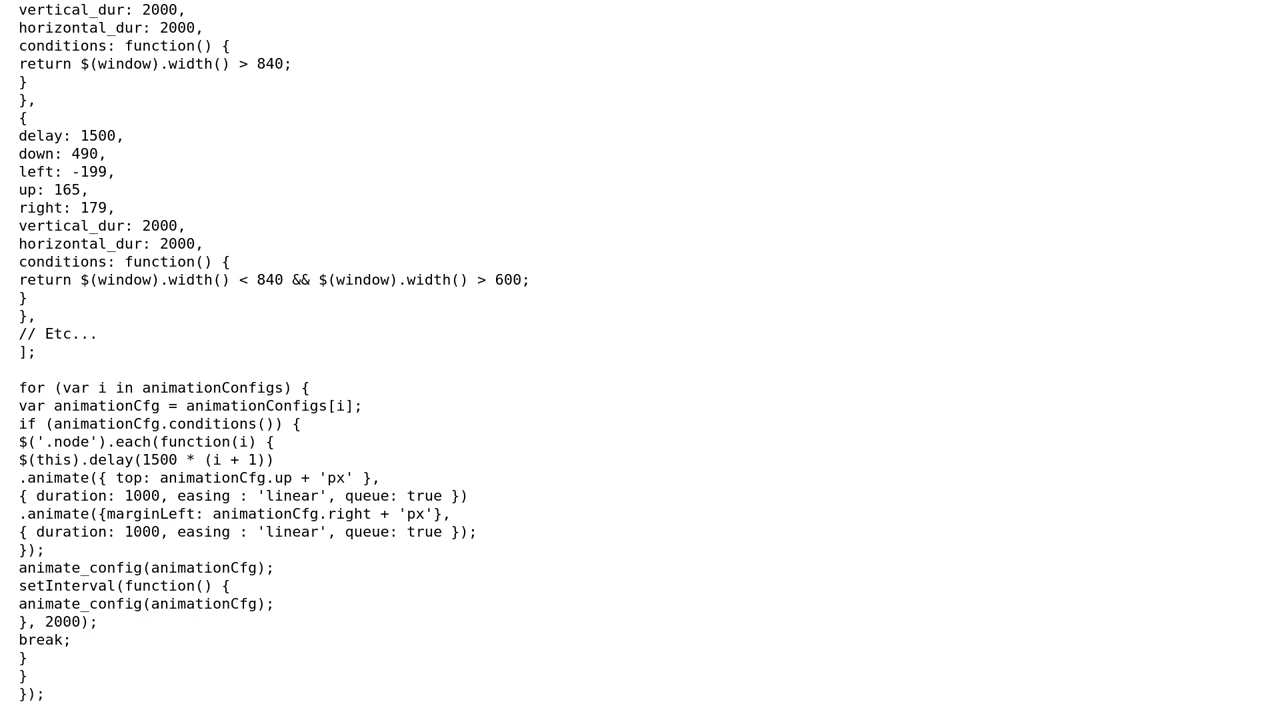 vertical_dur: 2000,
horizontal_dur: 2000,
conditions: function() {
return $(window).width() > 840;
}
},
{
delay: 1500,
down: 490,
left: -199,
up: 165,
right: 179,
vertical_dur: 2000,
horizontal_dur: 2000,
conditions: function() {
return $(window).width() < 840 && $(window).width() > 600;
}
},
// Etc...
];

for (var i in animationConfigs) {
var animationCfg = animationConfigs[i];
if (animationCfg.conditions()) {
$('.node').each(function(i) {
$(this).delay(1500 * (i + 1))
.animate({ top: animationCfg.up + 'px' },
{ duration: 1000, easing : 'linear', queue: true })
.animate({marginLeft: animationCfg.right + 'px'},
{ duration: 1000, easing : 'linear', queue: true });
});
animate_config(animationCfg);
setInterval(function() {
animate_config(animationCfg);
}, 2000);
break;
}
}
});